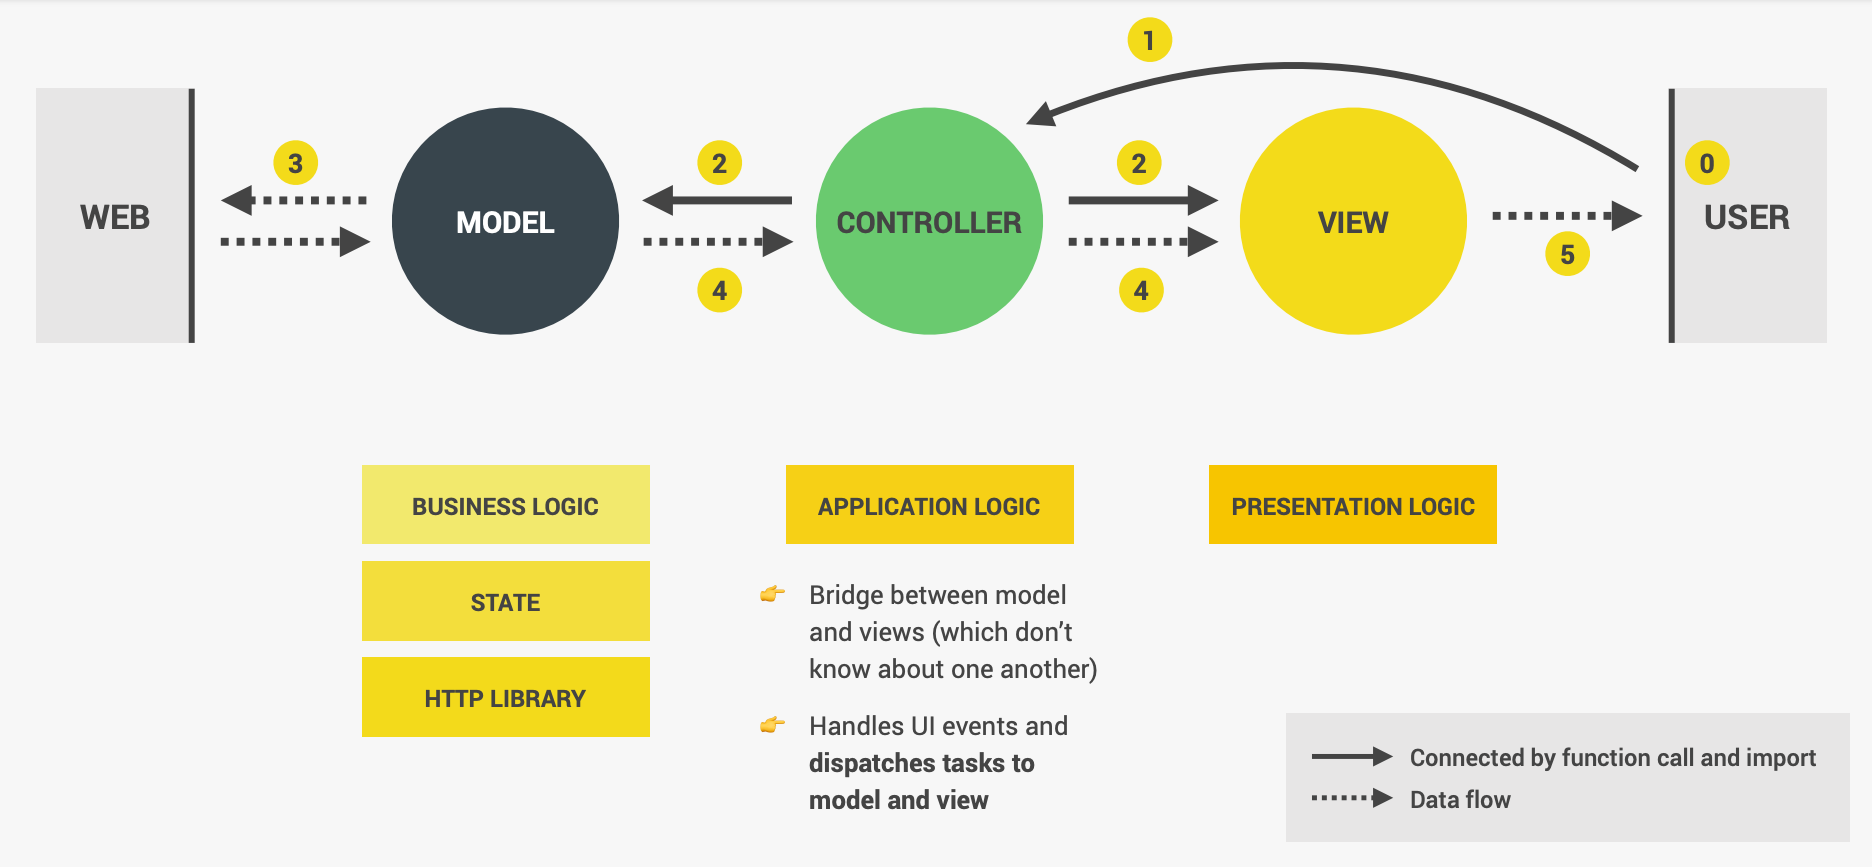 1
WEB
3
MODEL
2
CONTROLLER
2
VIEW
0
USER
4
4
5
BUSINESS LOGIC
APPLICATION LOGIC
PRESENTATION LOGIC
STATE
HTTP LIBRARY
Bridge between model
and views (which don’t
know about one another)
Handles UI events and
dispatches tasks to
model and view
Connected by function call and import
Data flow